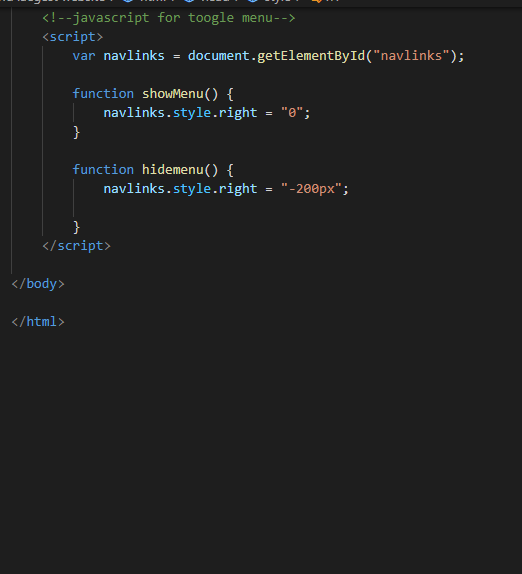 <!--javascript for toogle menu-->
<script>
var navlinks = document.getElementById("navlinks");
function showMenu() {
navlinks.style.right = "0";
}
function hidemenu() {
navlinks.style.right = "-200px";
}
</script>
</body>
</html>